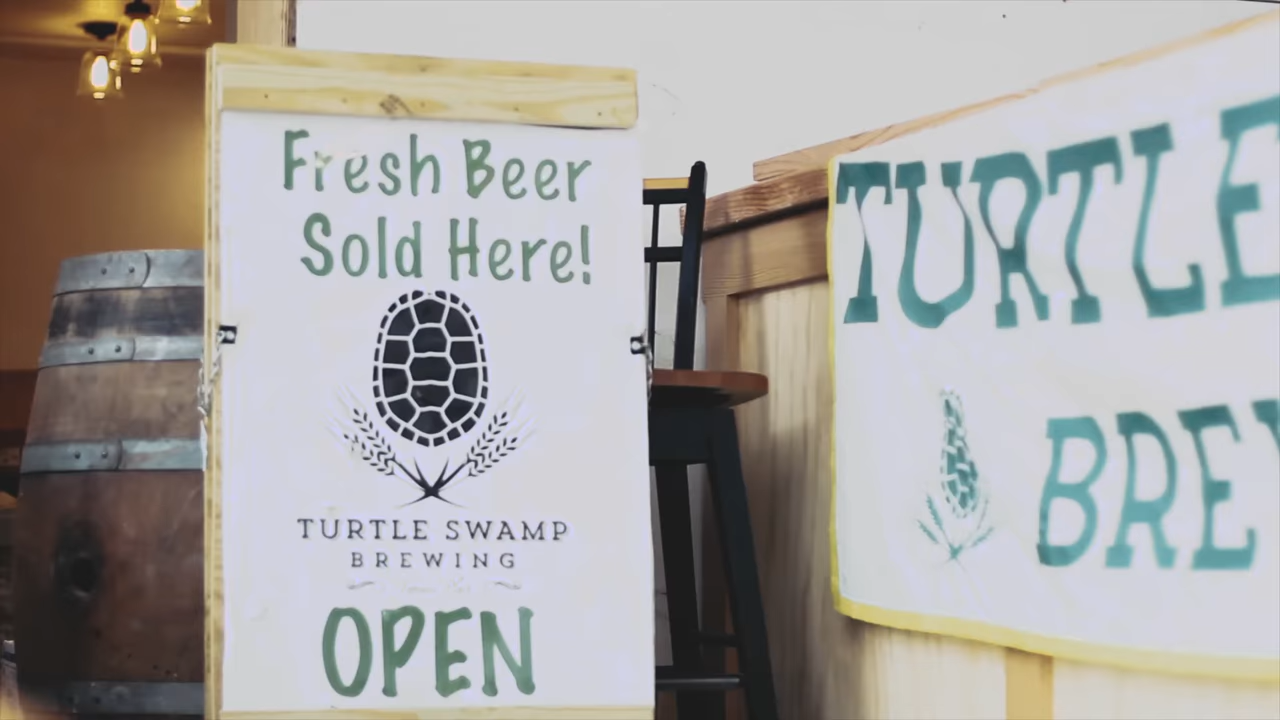 Fresh Beer
Sold Here!
TURTLE SWAMP
BREWING
OPEN
TURTLE
BRE